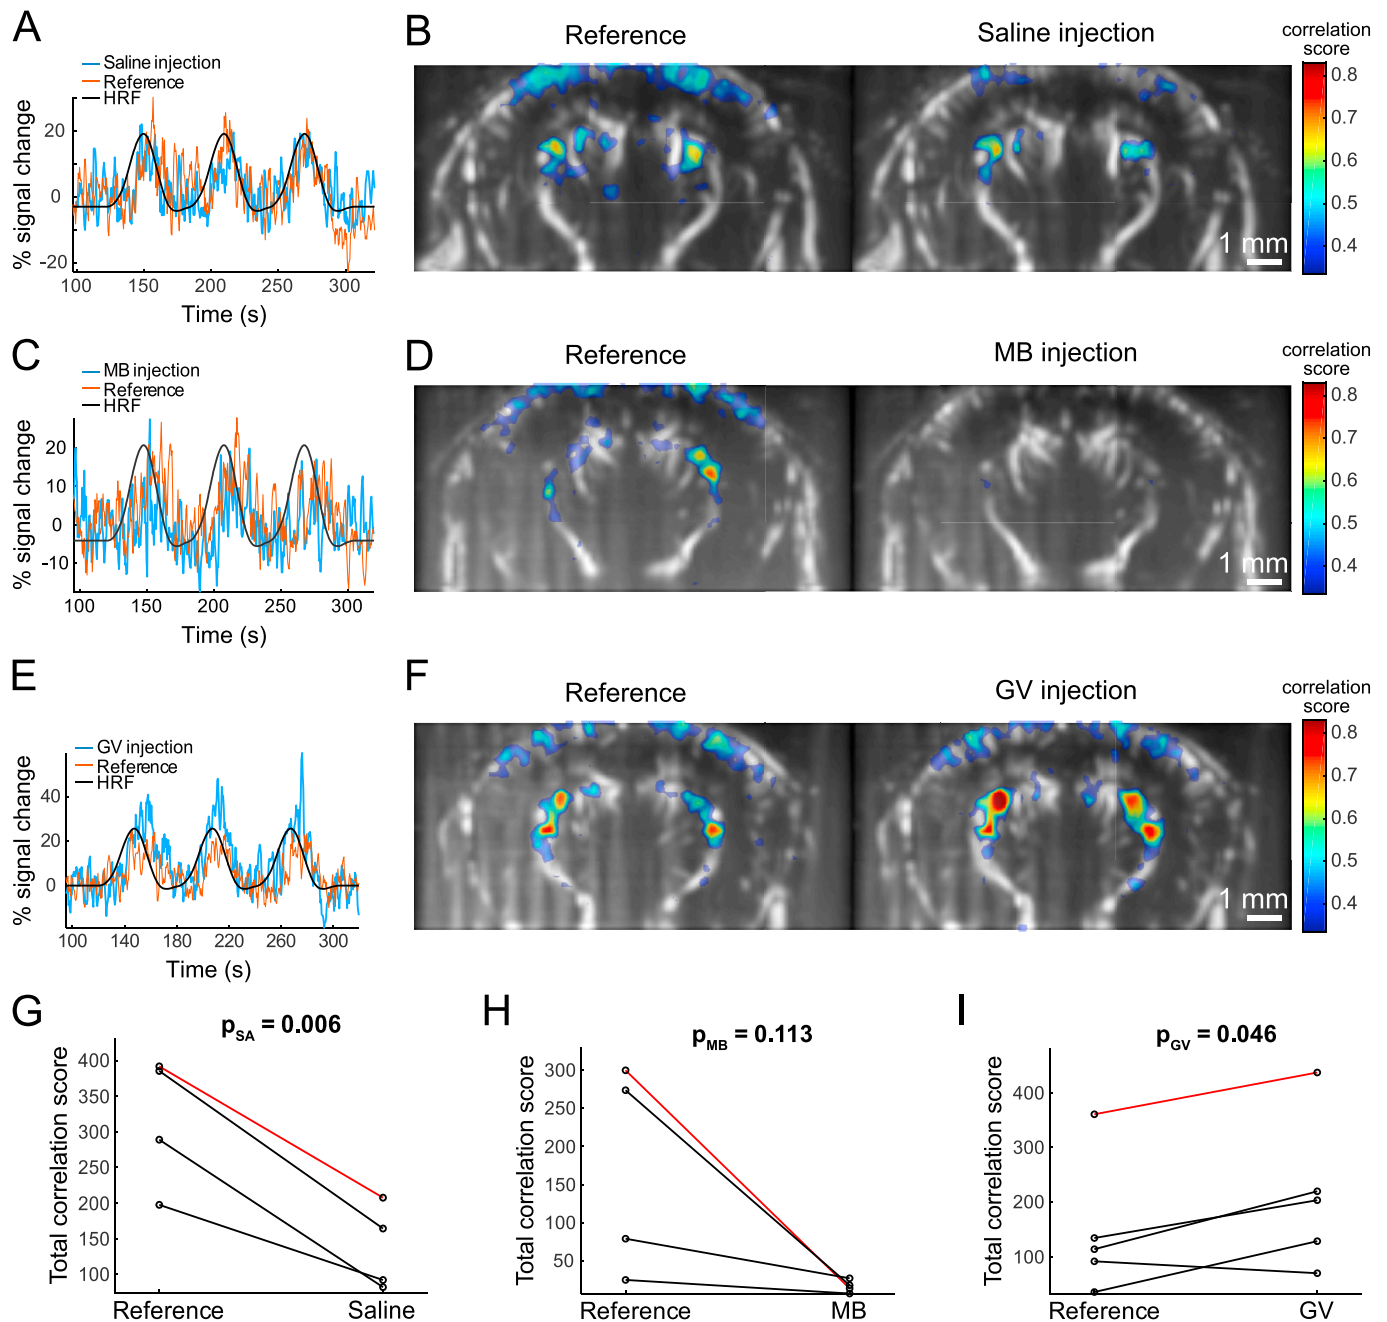 A
Saline injection
Reference
HRF
% signal change
20
0
−20
100 150 200 250 300
Time (s)
B
Reference
Saline injection
correlation
score
0.8
0.7
0.6
0.5
0.4
1 mm
C
MB injection
Reference
HRF
% signal change
20
10
0
−10
100 150 200 250 300
Time (s)
D
Reference
MB injection
correlation
score
0.8
0.7
0.6
0.5
0.4
1 mm
E
GV injection
Reference
HRF
% signal change
40
20
0
100 140 180 220 260 300
Time (s)
F
Reference
GV injection
correlation
score
0.8
0.7
0.6
0.5
0.4
1 mm
G
pSA = 0.006
Total correlation score
400
350
300
250
200
150
100
Reference
Saline
H
pMB = 0.113
Total correlation score
300
250
200
150
100
50
Reference
MB
I
pGV = 0.046
Total correlation score
400
300
200
100
Reference
GV